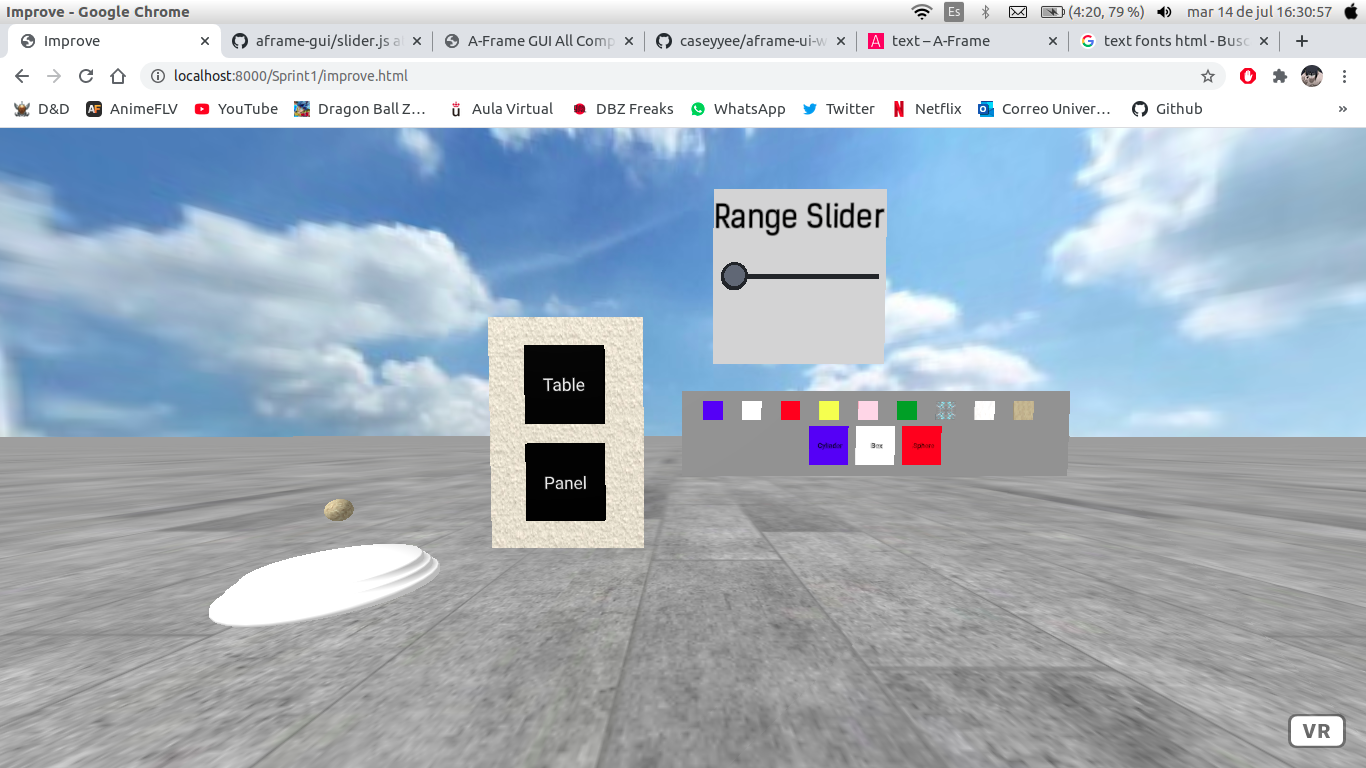 Improve - Google Chrome
Es
(4:20, 79 %)
mar 14 de jul 16:30:57
Improve
aframe-gui/slider.js a
A-Frame GUI All Comp
caseyyee/aframe-ui-w
text – A-Frame
text fonts html - Busc
localhost:8000/Sprint1/improve.html
D&D
AnimeFLV
YouTube
Dragon Ball Z…
Aula Virtual
DBZ Freaks
WhatsApp
Twitter
Netflix
Correo Univer…
Github
»
Range Slider
Table
Panel
Cylinder
Box
Sphere
VR